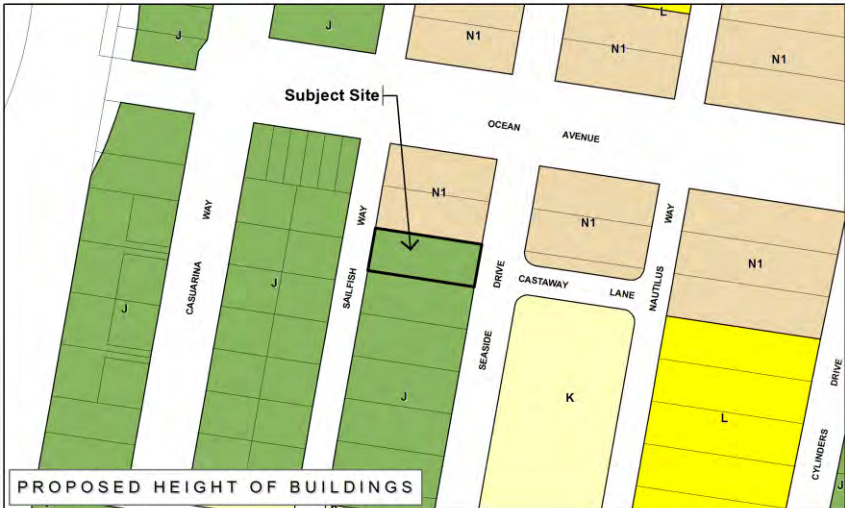 J
L
N1
N1
N1
Subject Site
OCEAN AVENUE
N1
N1
N1
CASUARINA WAY
SAILFISH WAY
SEASIDE DRIVE
CASTAWAY LANE
NAUTILUS WAY
CYLINDERS DRIVE
J
J
J
K
L
J
PROPOSED HEIGHT OF BUILDINGS